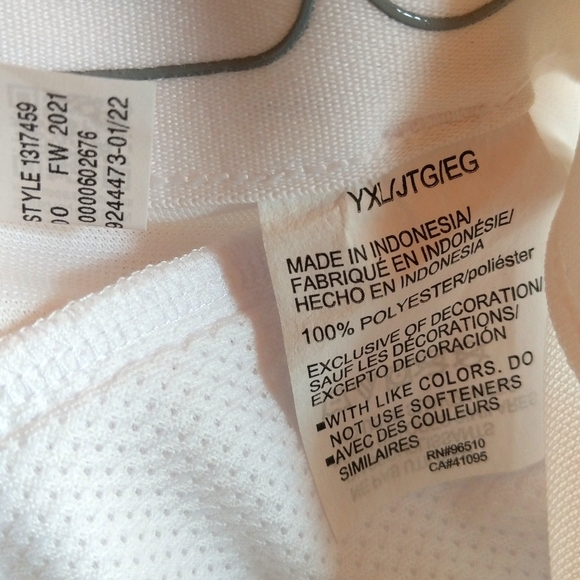 STYLE 1317459
FW 2021
0000602676
9244473-01/22
YXL/JTG/EG
MADE IN INDONESIA/
FABRIQUÉ EN INDONÉSIE/
HECHO EN INDONESIA
100% POLYESTER/poliéster
EXCLUSIVE OF DECORATION/
SAUF LES DÉCORATIONS/
EXCEPTO DECORACIÓN
■WITH LIKE COLORS. DO
NOT USE SOFTENERS
■AVEC DES COULEURS
SIMILAIRES
RN#96510
CA#41095